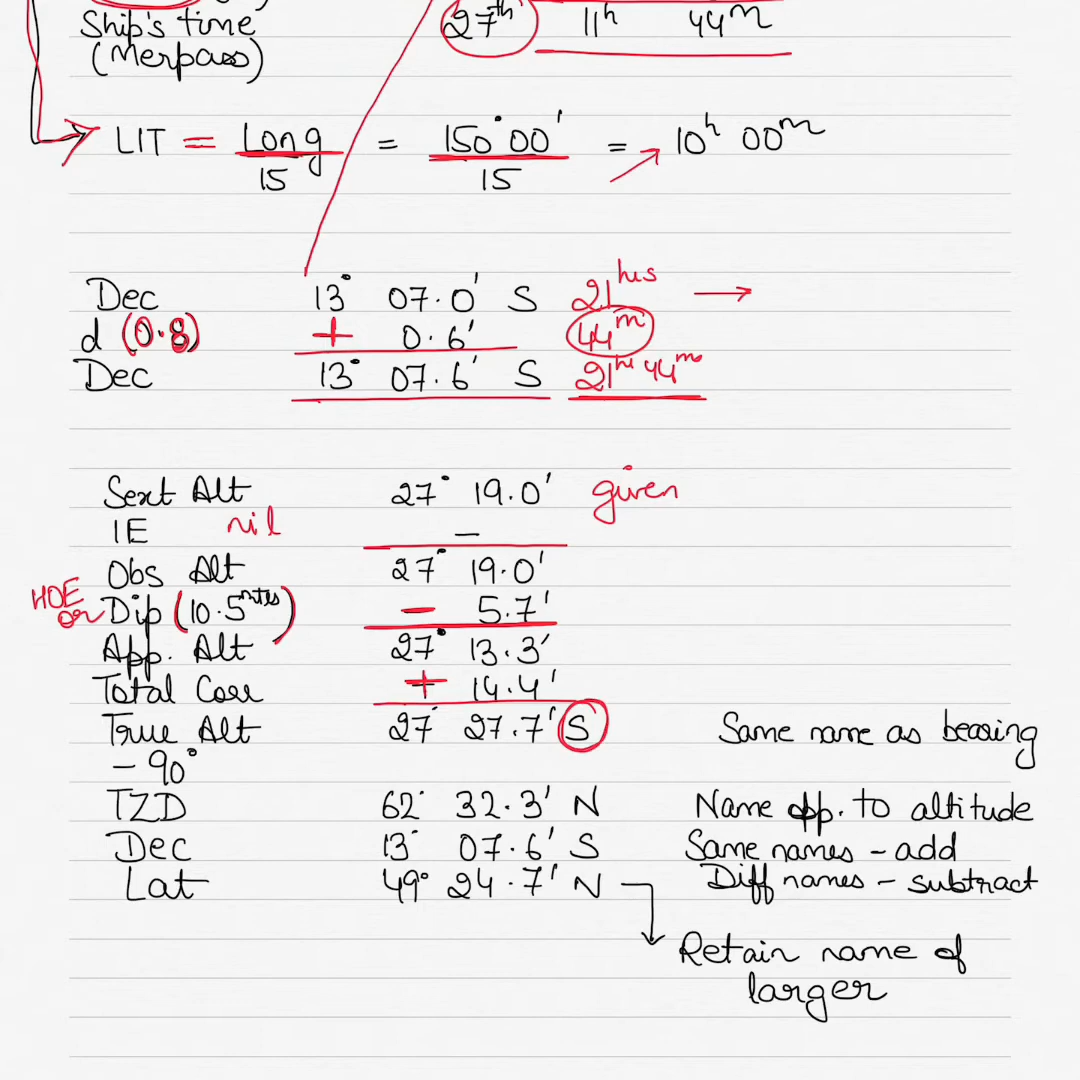 Ship's time 27th 11h 44m
(Merpass)
LIT = Long/15 = 150° 00'/15 = 10h 00m
Dec 13° 07.0' S 21hrs →
d (0.8) + 0.6' 44m
Dec 13° 07.6' S 21hr 44m
Sext Alt 27° 19.0' given
IE nil –
Obs Alt 27° 19.0'
HOE or Dip (10.5mtrs) – 5.7'
App. Alt 27° 13.3'
Total Corr + 14.4'
True Alt 27° 27.7' S Same name as bearing
- 90°
TZD 62° 32.3' N Name opp. to altitude
Dec 13° 07.6' S Same names - add
Lat 49° 24.7' N Diff names - subtract
Retain name of
larger